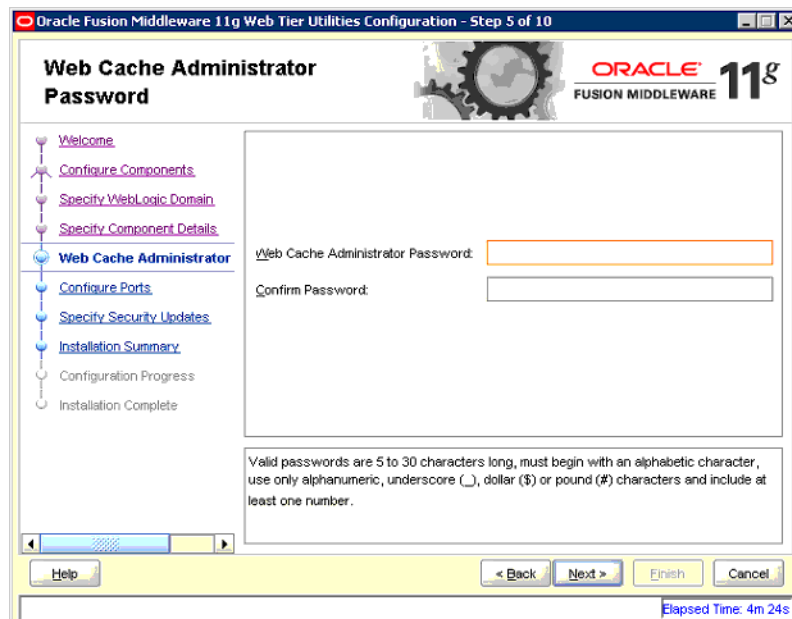 Oracle Fusion Middleware 11g Web Tier Utilities Configuration - Step 5 of 10
Web Cache Administrator
Password
ORACLE
FUSION MIDDLEWARE 11g
Welcome
Configure Components
Specify WebLogic Domain
Specify Component Details
Web Cache Administrator
Configure Ports
Specify Security Updates
Installation Summary
Configuration Progress
Installation Complete
Web Cache Administrator Password:
Confirm Password:
Valid passwords are 5 to 30 characters long, must begin with an alphabetic character,
use only alphanumeric, underscore (_), dollar ($) or pound (#) characters and include at
least one number.
Help
< Back
Next >
Finish
Cancel
Elapsed Time: 4m 24s